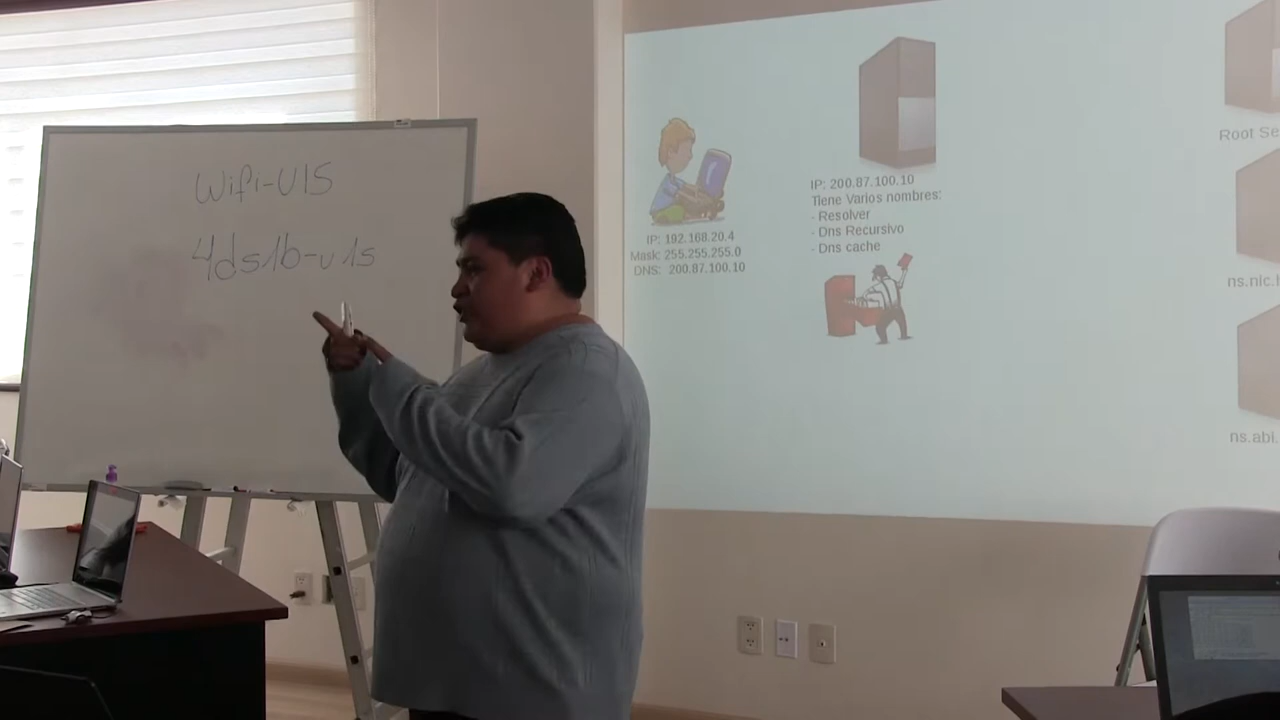 Wifi-U1S
4ds1b-u1s
IP: 192.168.20.4
Mask: 255.255.255.0
DNS: 200.87.100.10
IP: 200.87.100.10
Tiene Varios nombres:
- Resolver
- Dns Recursivo
- Dns cache
Root Se
ns.nic.
ns.abi.